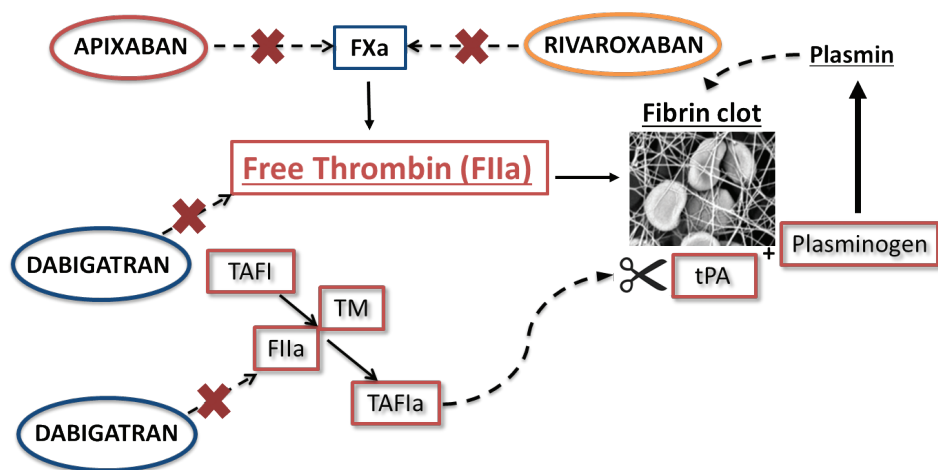 APIXABAN
FXa
RIVAROXABAN
Plasmin
Fibrin clot
Free Thrombin (FIIa)
DABIGATRAN
TAFI
TM
FIIa
TAFIa
tPA
+
Plasminogen
DABIGATRAN